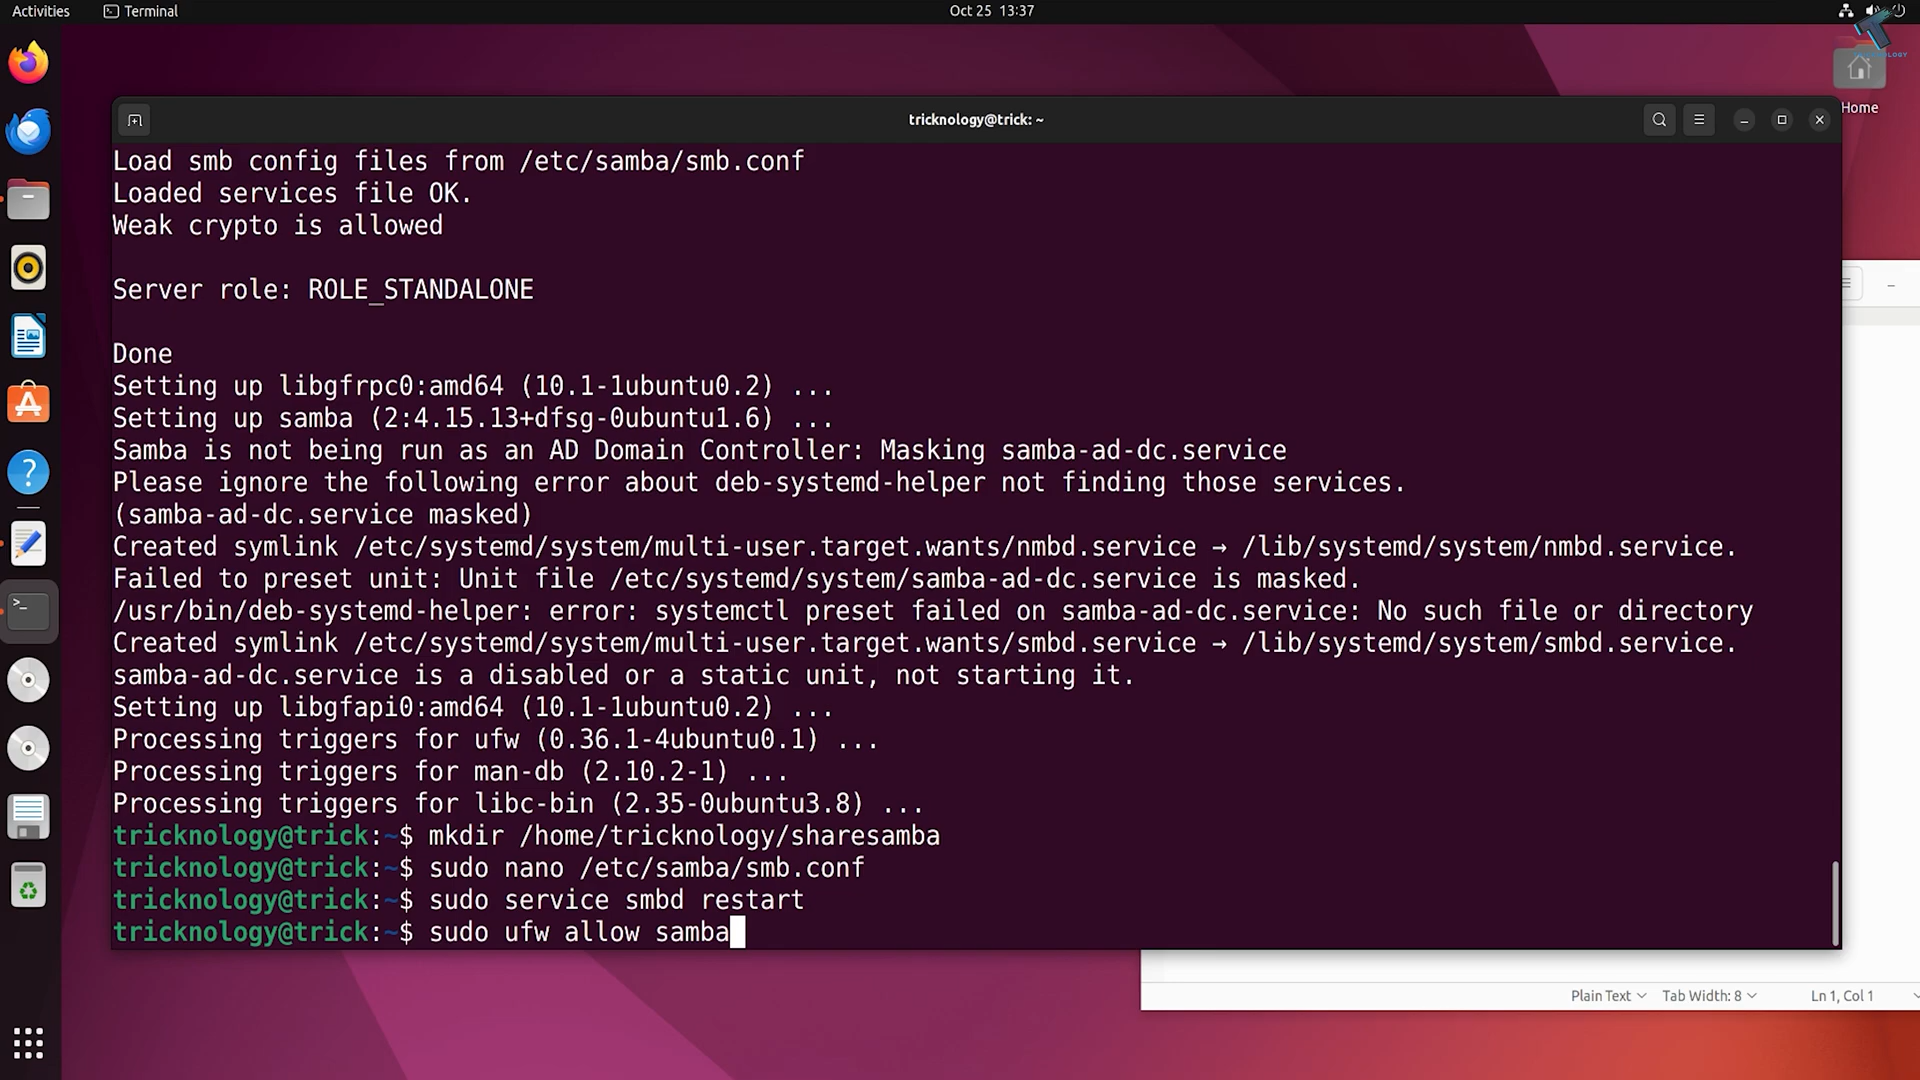 Activities
Terminal
Oct 25 13:37
Home
tricknology@trick: ~
Load smb config files from /etc/samba/smb.conf
Loaded services file OK.
Weak crypto is allowed
Server role: ROLE_STANDALONE
Done
Setting up libgfrpc0:amd64 (10.1-1ubuntu0.2) ...
Setting up samba (2:4.15.13+dfsg-0ubuntu1.6) ...
Samba is not being run as an AD Domain Controller: Masking samba-ad-dc.service
Please ignore the following error about deb-systemd-helper not finding those services.
(samba-ad-dc.service masked)
Created symlink /etc/systemd/system/multi-user.target.wants/nmbd.service → /lib/systemd/system/nmbd.service.
Failed to preset unit: Unit file /etc/systemd/system/samba-ad-dc.service is masked.
/usr/bin/deb-systemd-helper: error: systemctl preset failed on samba-ad-dc.service: No such file or directory
Created symlink /etc/systemd/system/multi-user.target.wants/smbd.service → /lib/systemd/system/smbd.service.
samba-ad-dc.service is a disabled or a static unit, not starting it.
Setting up libgfapi0:amd64 (10.1-1ubuntu0.2) ...
Processing triggers for ufw (0.36.1-4ubuntu0.1) ...
Processing triggers for man-db (2.10.2-1) ...
Processing triggers for libc-bin (2.35-0ubuntu3.8) ...
tricknology@trick:~$ mkdir /home/tricknology/sharesamba
tricknology@trick:~$ sudo nano /etc/samba/smb.conf
tricknology@trick:~$ sudo service smbd restart
tricknology@trick:~$ sudo ufw allow samba
Plain Text
Tab Width: 8
Ln 1, Col 1